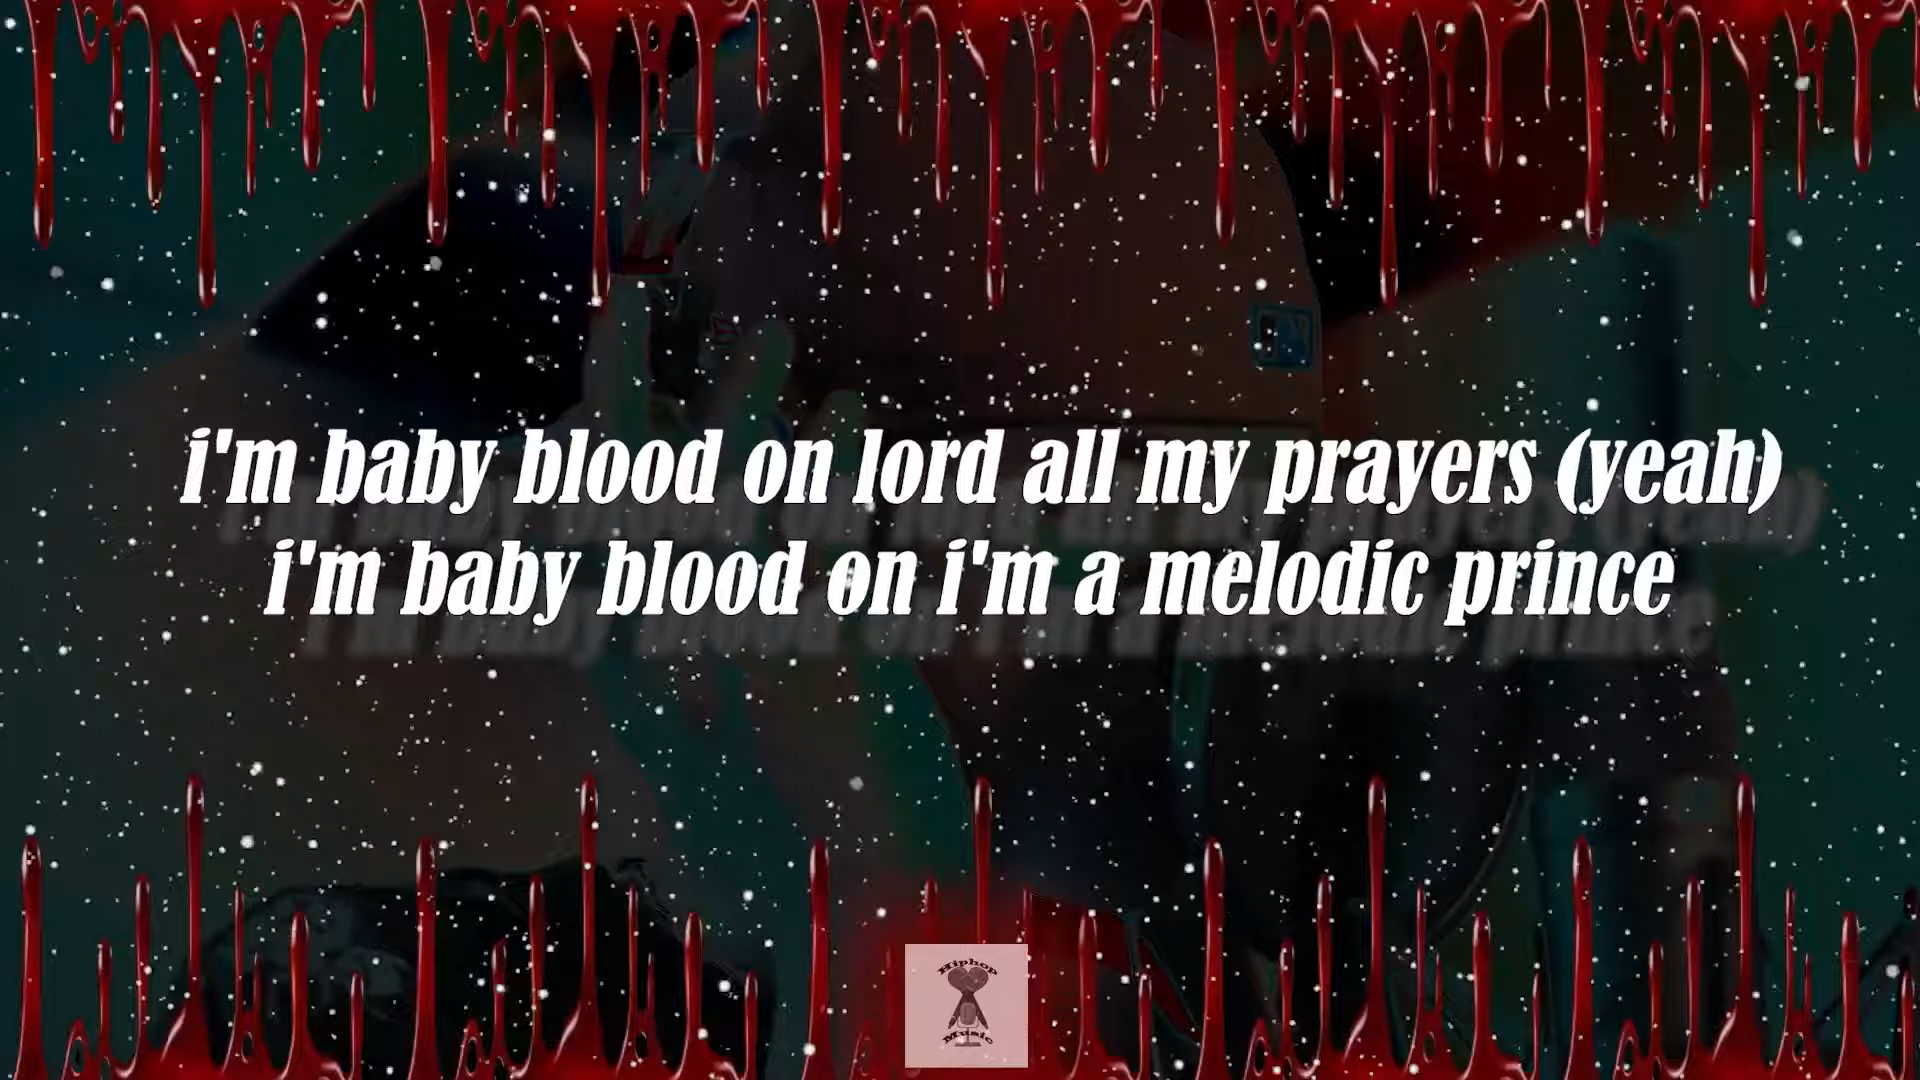 i'm baby blood on lord all my prayers (yeah)
i'm baby blood on i'm a melodic prince
Hiphop
Music